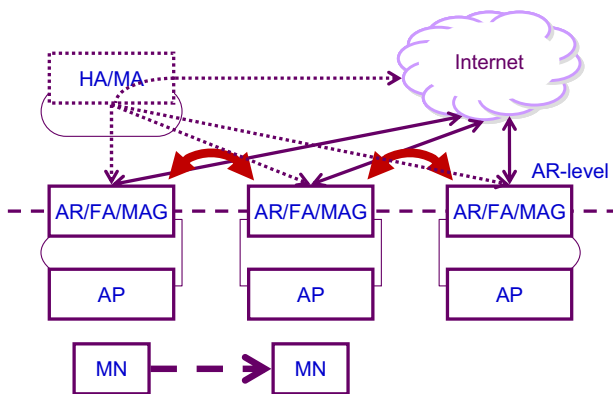 HA/MA
Internet
AR-level
AR/FA/MAG
AR/FA/MAG
AR/FA/MAG
AP
AP
AP
MN
MN